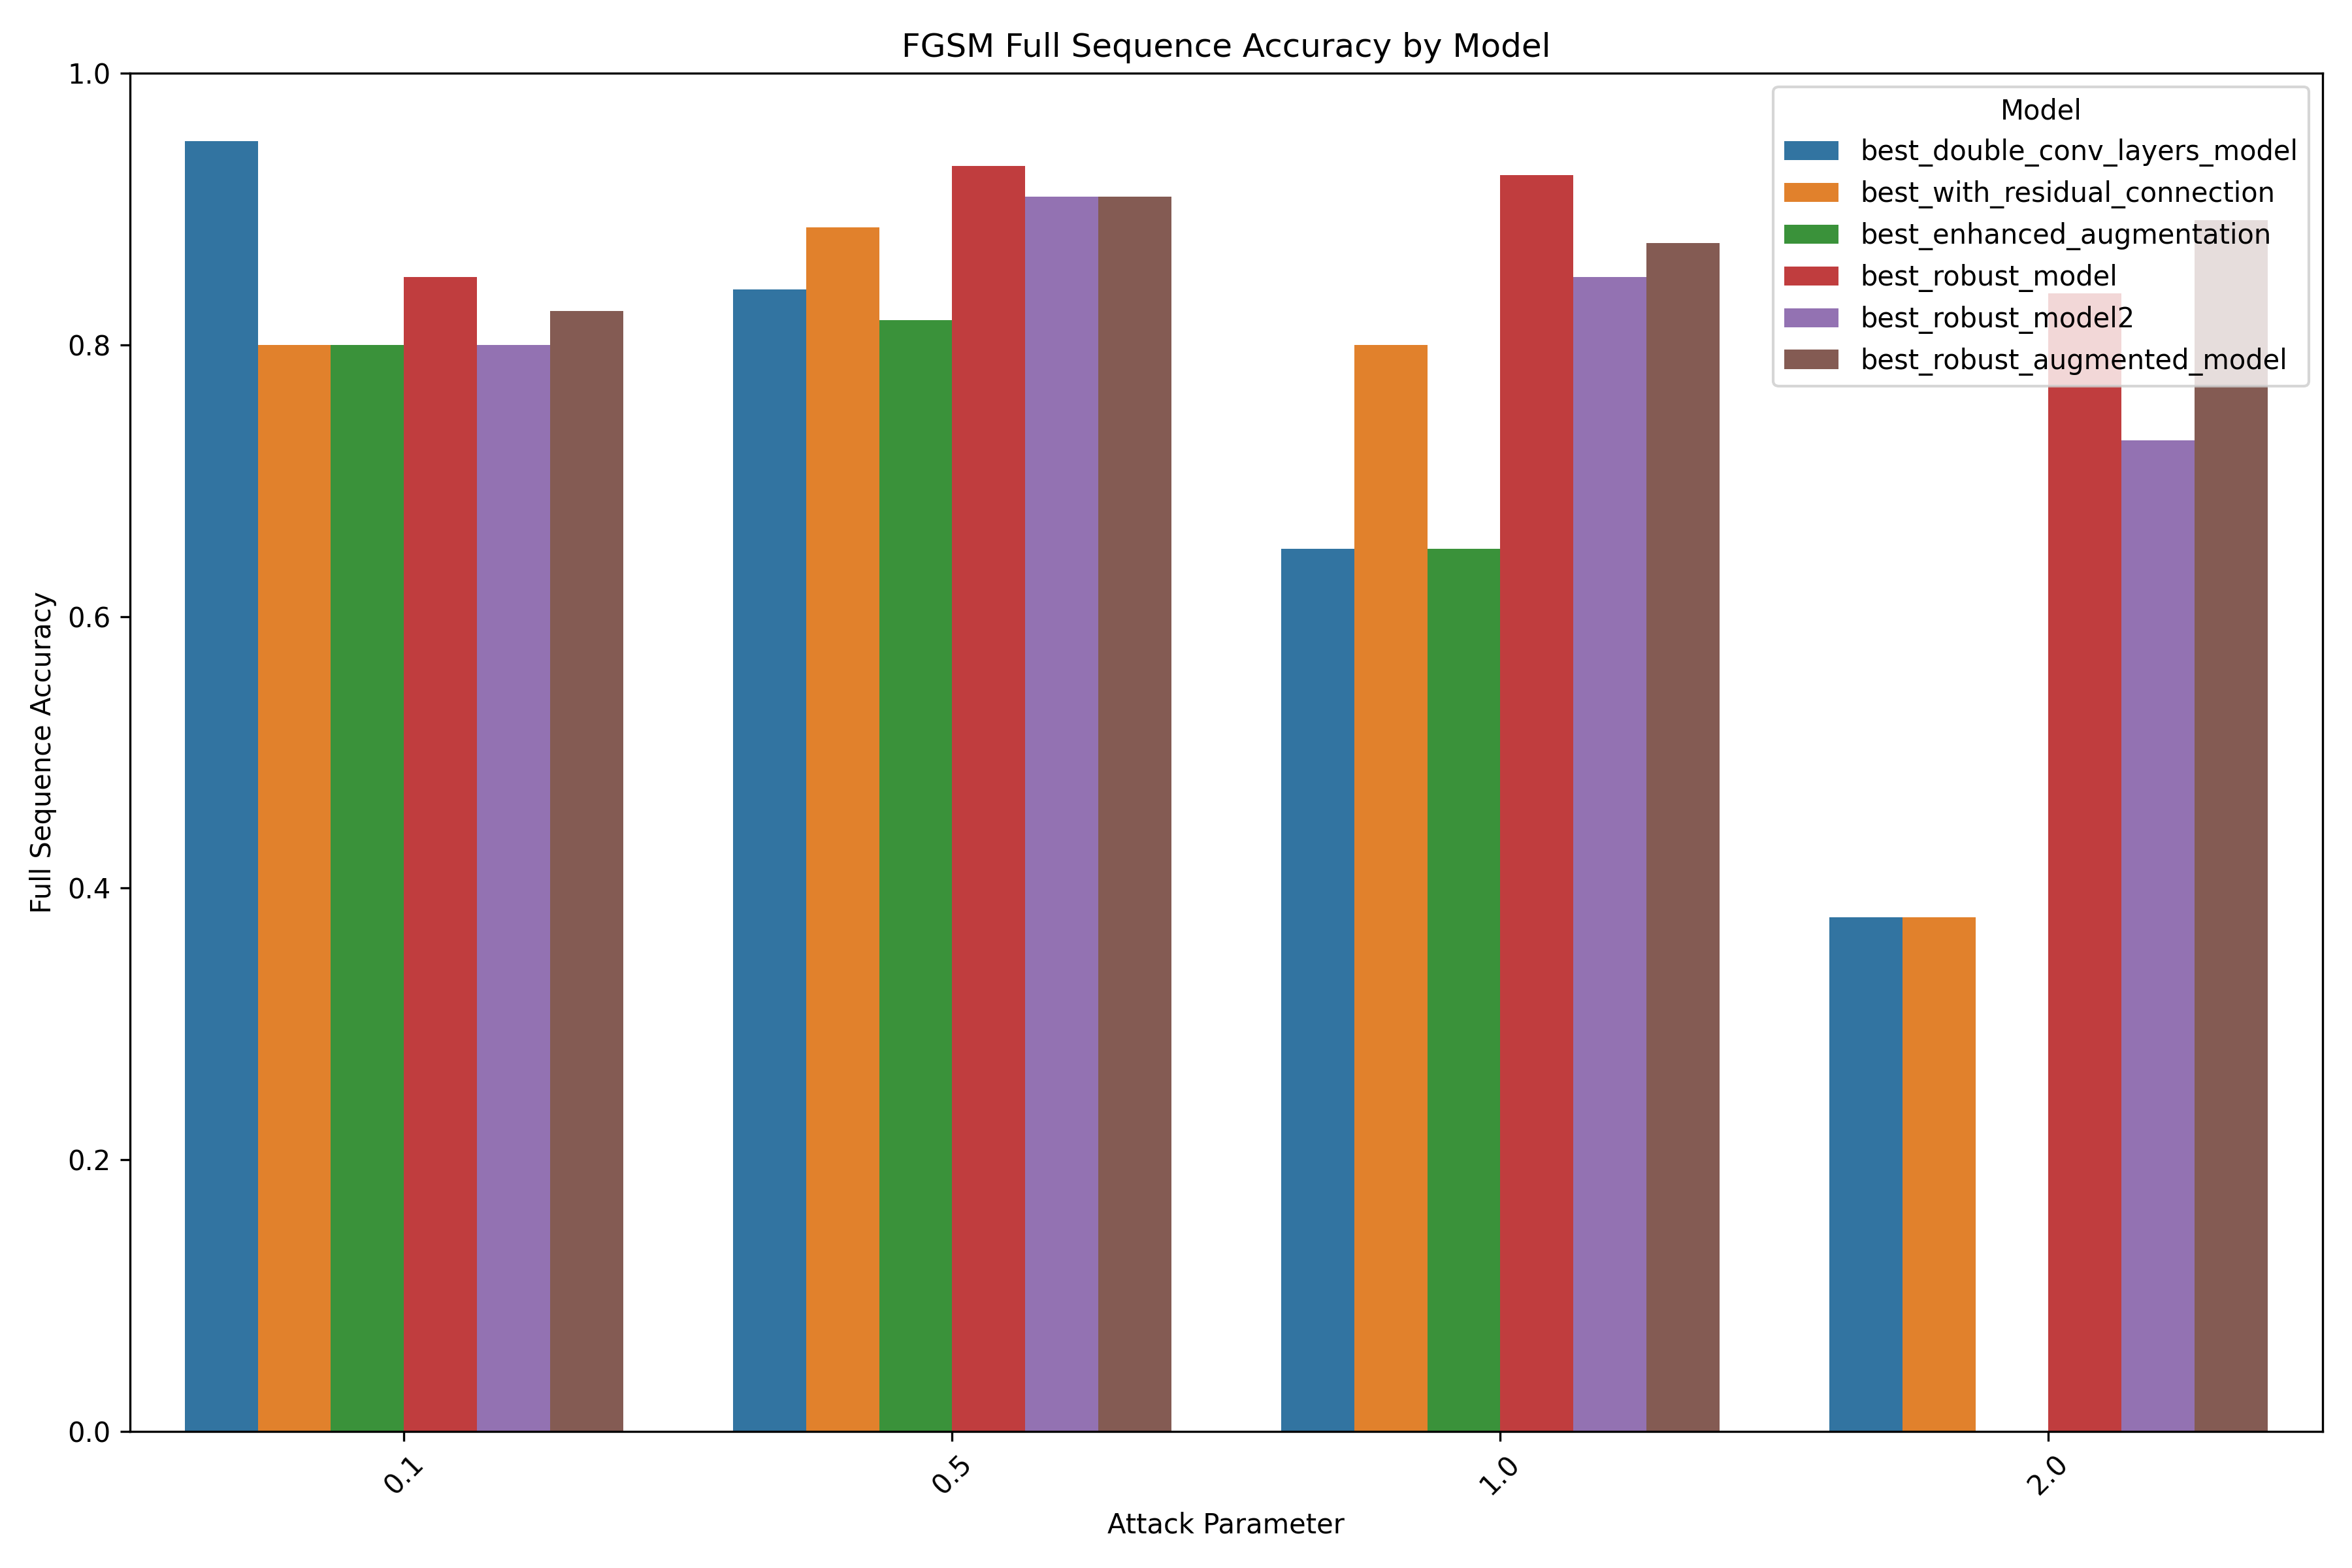 FGSM Full Sequence Accuracy by Model
1.0
0.8
0.6
0.4
0.2
0.0
Full Sequence Accuracy
Model
best_double_conv_layers_model
best_with_residual_connection
best_enhanced_augmentation
best_robust_model
best_robust_model2
best_robust_augmented_model
0.1
0.5
1.0
2.0
Attack Parameter